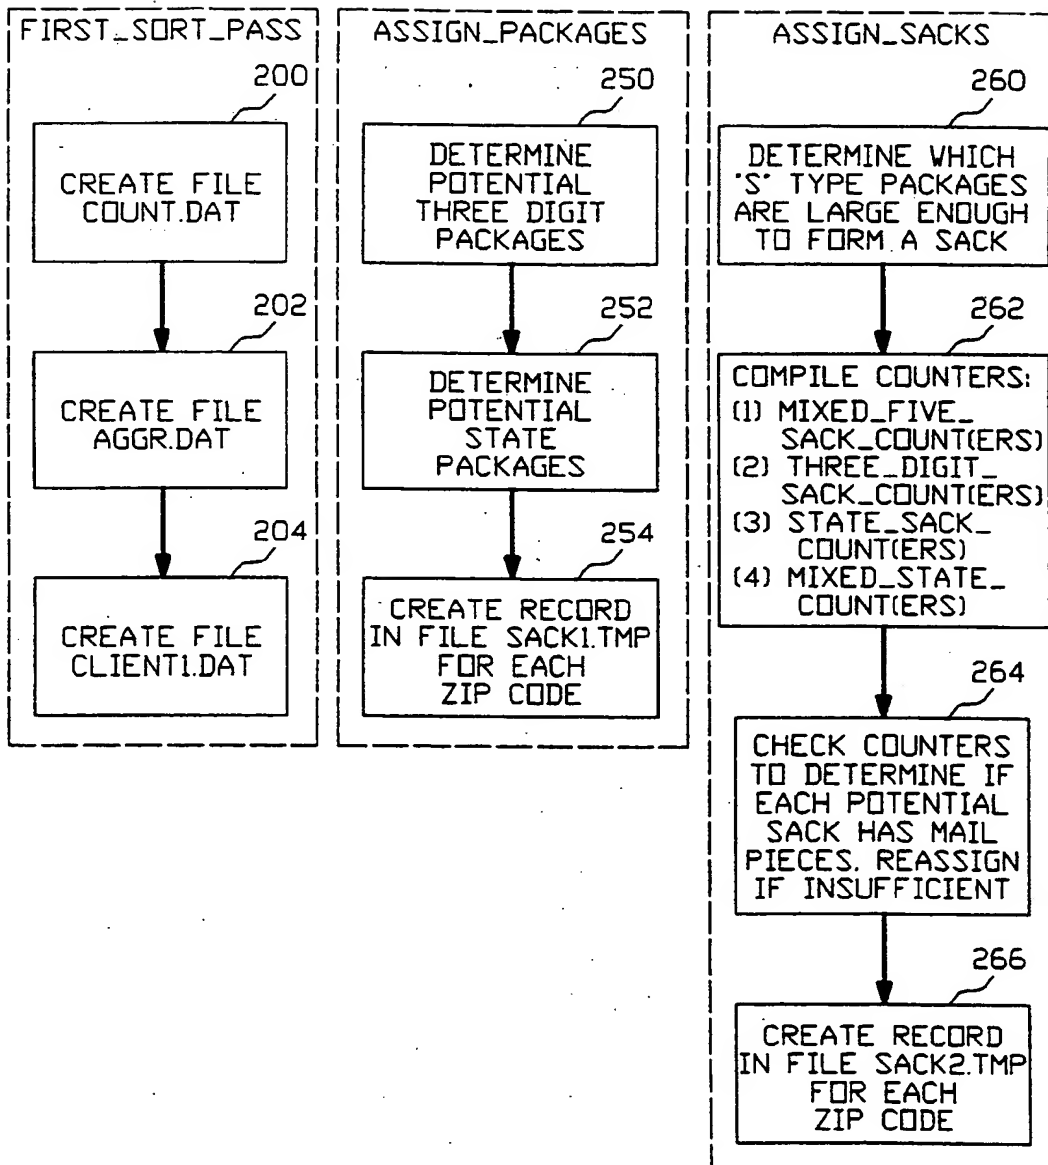 FIRST_SORT_PASS
200
CREATE FILE
COUNT.DAT
202
CREATE FILE
AGGR.DAT
204
CREATE FILE
CLIENT1.DAT
ASSIGN_PACKAGES
250
DETERMINE
POTENTIAL
THREE DIGIT
PACKAGES
252
DETERMINE
POTENTIAL
STATE
PACKAGES
254
CREATE RECORD
IN FILE SACK1.TMP
FOR EACH
ZIP CODE
ASSIGN_SACKS
260
DETERMINE WHICH
'S' TYPE PACKAGES
ARE LARGE ENOUGH
TO FORM A SACK
262
COMPILE COUNTERS:
(1) MIXED_FIVE_
SACK_COUNT(ERS)
(2) THREE_DIGIT_
SACK_COUNT(ERS)
(3) STATE_SACK_
COUNT(ERS)
(4) MIXED_STATE_
COUNT(ERS)
264
CHECK COUNTERS
TO DETERMINE IF
EACH POTENTIAL
SACK HAS MAIL
PIECES. REASSIGN
IF INSUFFICIENT
266
CREATE RECORD
IN FILE SACK2.TMP
FOR EACH
ZIP CODE